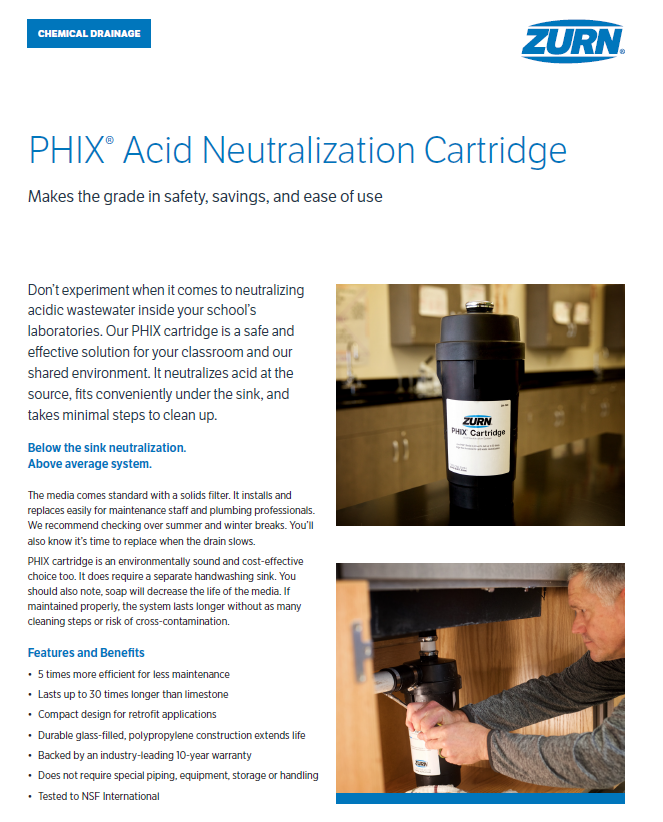 CHEMICAL DRAINAGE
ZURN®
PHIX® Acid Neutralization Cartridge
Makes the grade in safety, savings, and ease of use
Don't experiment when it comes to neutralizing
acidic wastewater inside your school's
laboratories. Our PHIX cartridge is a safe and
effective solution for your classroom and our
shared environment. It neutralizes acid at the
source, fits conveniently under the sink, and
takes minimal steps to clean up.
Below the sink neutralization.
Above average system.
The media comes standard with a solids filter. It installs and
replaces easily for maintenance staff and plumbing professionals.
We recommend checking over summer and winter breaks. You'll
also know it's time to replace when the drain slows.
PHIX cartridge is an environmentally sound and cost-effective
choice too. It does require a separate handwashing sink. You
should also note, soap will decrease the life of the media. If
maintained properly, the system lasts longer without as many
cleaning steps or risk of cross-contamination.
Features and Benefits
• 5 times more efficient for less maintenance
• Lasts up to 30 times longer than limestone
• Compact design for retrofit applications
• Durable glass-filled, polypropylene construction extends life
• Backed by an industry-leading 10-year warranty
• Does not require special piping, equipment, storage or handling
• Tested to NSF International
ZURN
PHIX Cartridge
ZURN